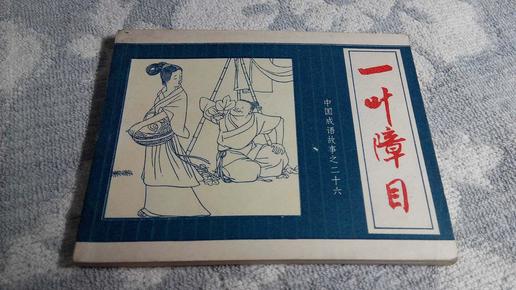 一叶障目
中国成语故事之二十六